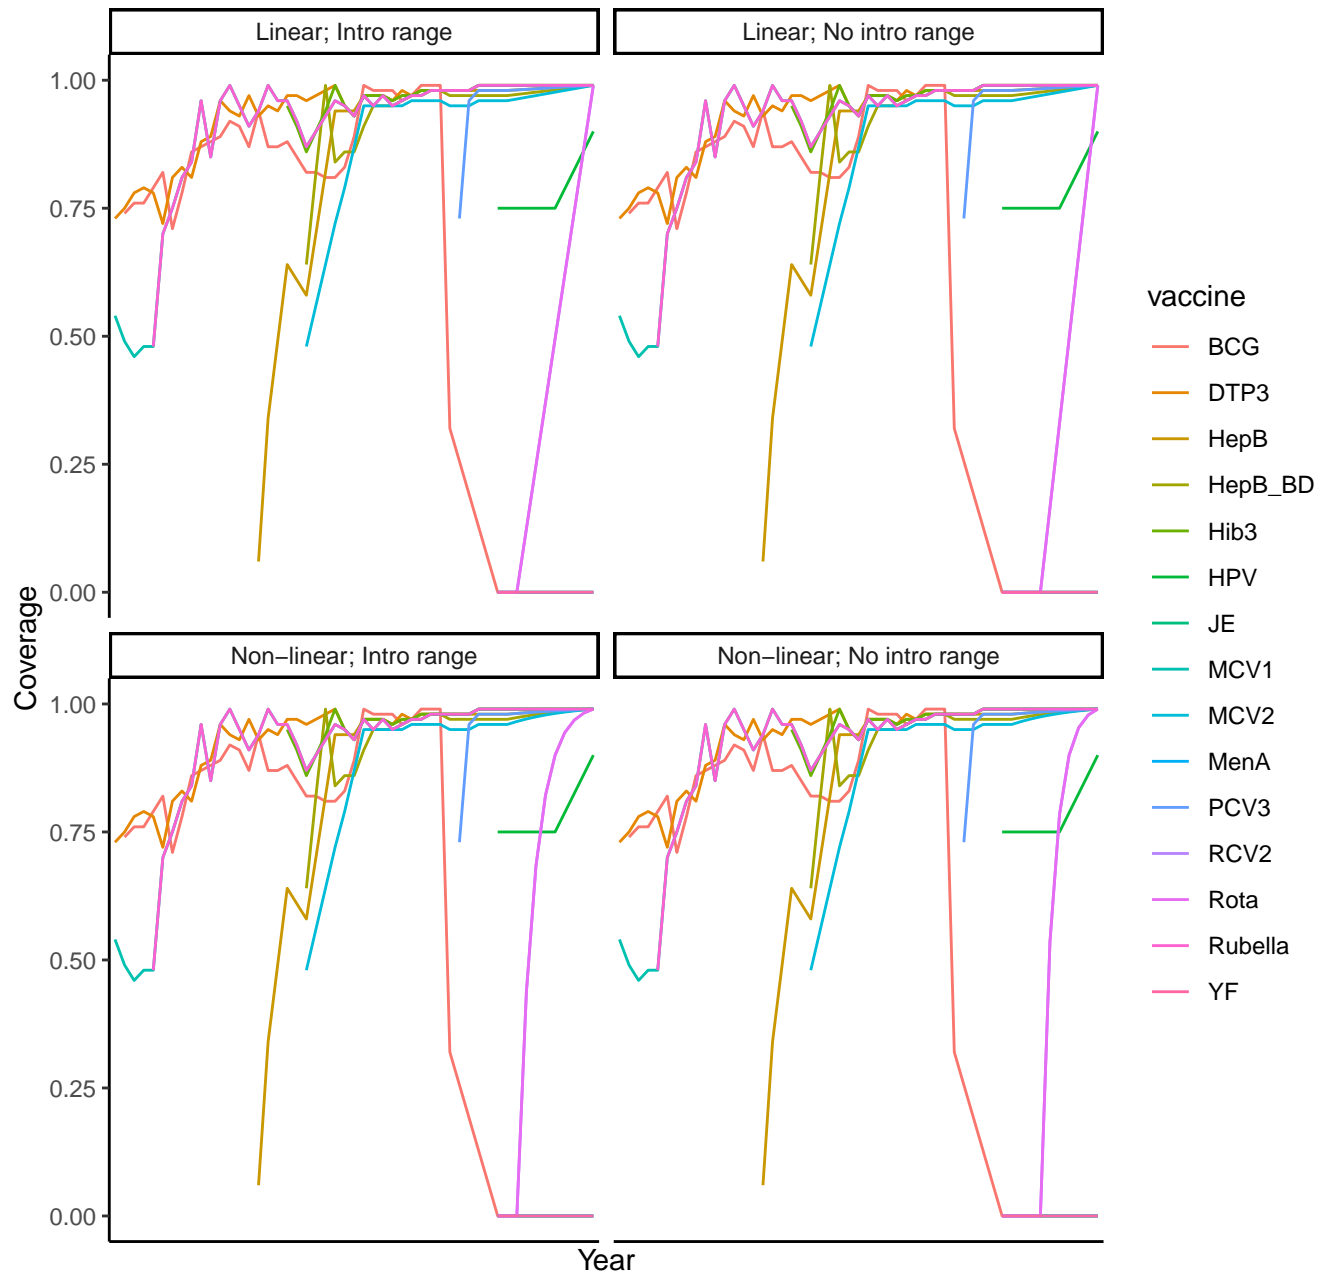 Linear; Intro range
Linear; No intro range
1.00
0.75
0.50
0.25
0.00
Non−linear; Intro range
Non−linear; No intro range
1.00
0.75
0.50
0.25
0.00
Coverage
Year
vaccine
BCG
DTP3
HepB
HepB_BD
Hib3
HPV
JE
MCV1
MCV2
MenA
PCV3
RCV2
Rota
Rubella
YF